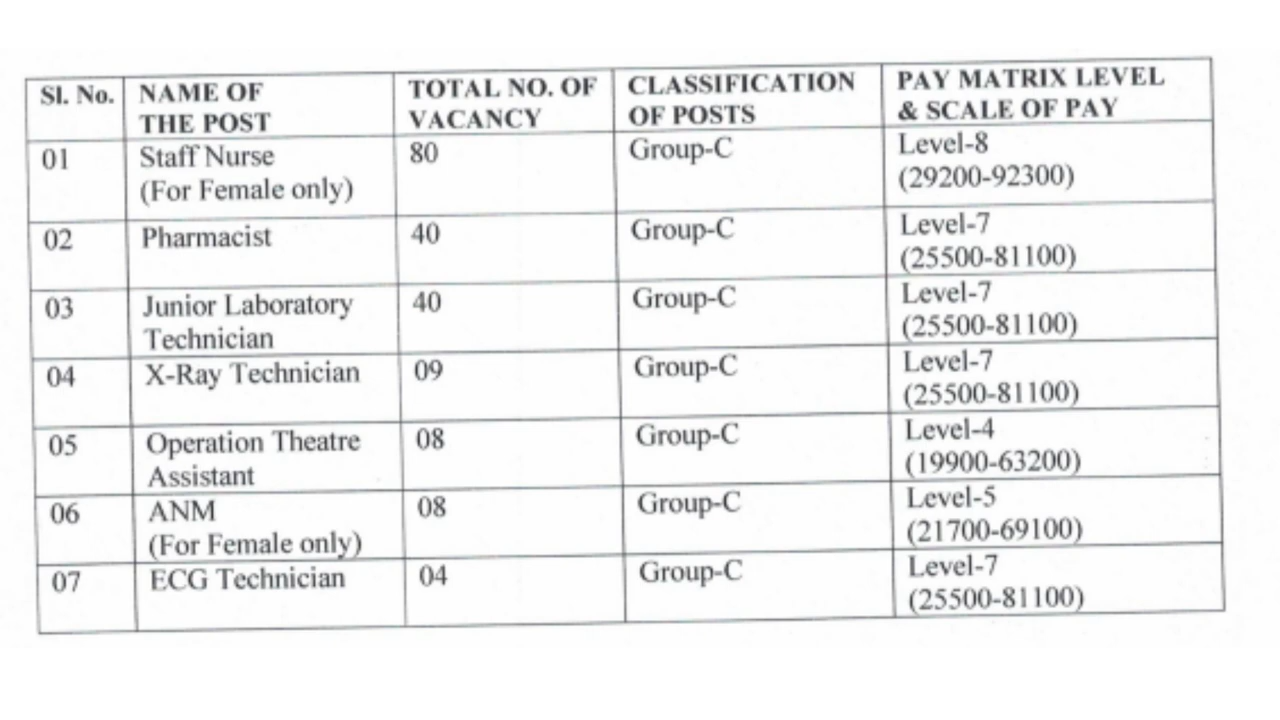 Sl. No.
NAME OF
THE POST
TOTAL NO. OF
VACANCY
CLASSIFICATION
OF POSTS
PAY MATRIX LEVEL
& SCALE OF PAY
01
Staff Nurse
(For Female only)
80
Group-C
Level-8
(29200-92300)
02
Pharmacist
40
Group-C
Level-7
(25500-81100)
03
Junior Laboratory
Technician
40
Group-C
Level-7
(25500-81100)
04
X-Ray Technician
09
Group-C
Level-7
(25500-81100)
05
Operation Theatre
Assistant
08
Group-C
Level-4
(19900-63200)
06
ANM
(For Female only)
08
Group-C
Level-5
(21700-69100)
07
ECG Technician
04
Group-C
Level-7
(25500-81100)